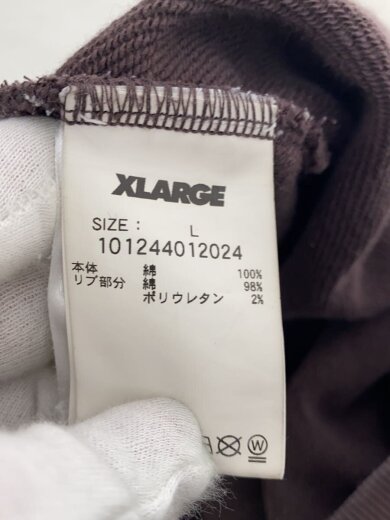 XLARGE
SIZE: L
101244012024
本体 綿 100%
リブ部分 綿 98%
ポリウレタン 2%
W